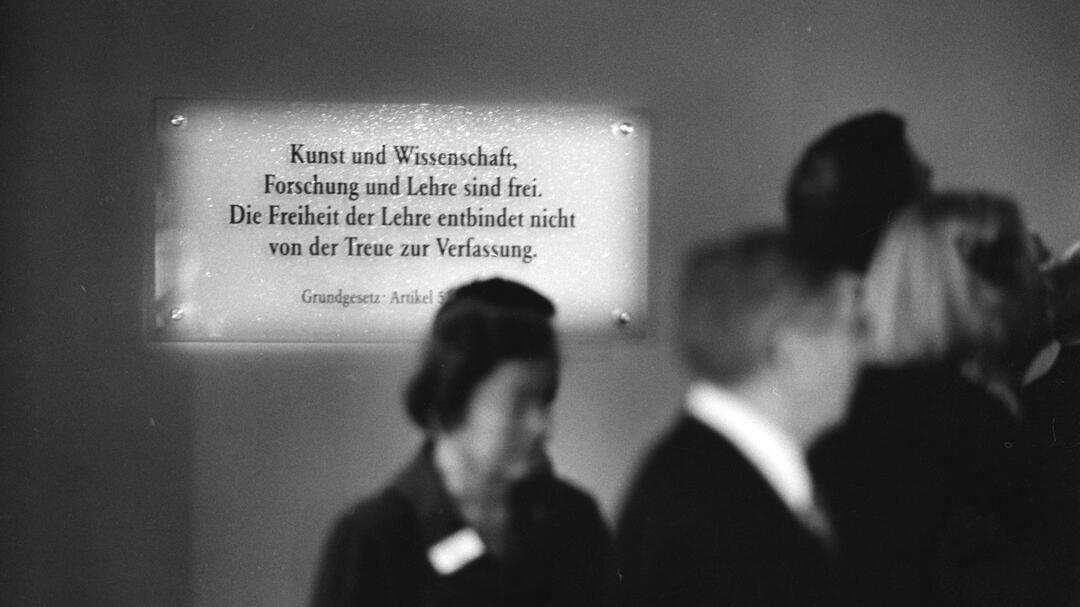 Kunst und Wissenschaft,
Forschung und Lehre sind frei.
Die Freiheit der Lehre entbindet nicht
von der Treue zur Verfassung.
Grundgesetz · Artikel